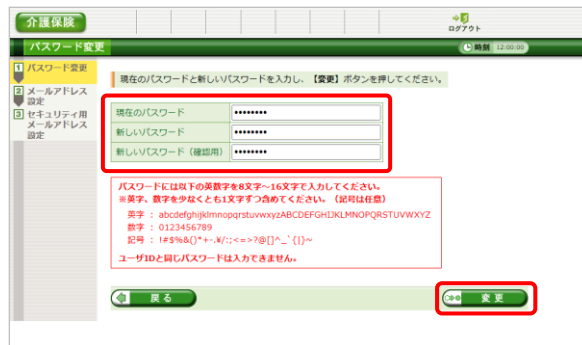 介護保険
ログアウト
パスワード変更
時刻 12:00:00
1 パスワード変更
2 メールアドレス
設定
3 セキュリティ用
メールアドレス
設定
現在のパスワードと新しいパスワードを入力し、【変更】ボタンを押してください。
現在のパスワード ••••••••
新しいパスワード ••••••••
新しいパスワード（確認用） ••••••••
パスワードには以下の英数字を8文字～16文字で入力してください。
※英字、数字を少なくとも1文字ずつ含めてください。（記号は任意）
英字 : abcdefghijklmnopqrstuvwxyzABCDEFGHIJKLMNOPQRSTUVWXYZ
数字 : 0123456789
記号 : !#$%&()*+-.¥/:;<=>?@[]^_`{|}~
ユーザIDと同じパスワードは入力できません。
戻る
変更